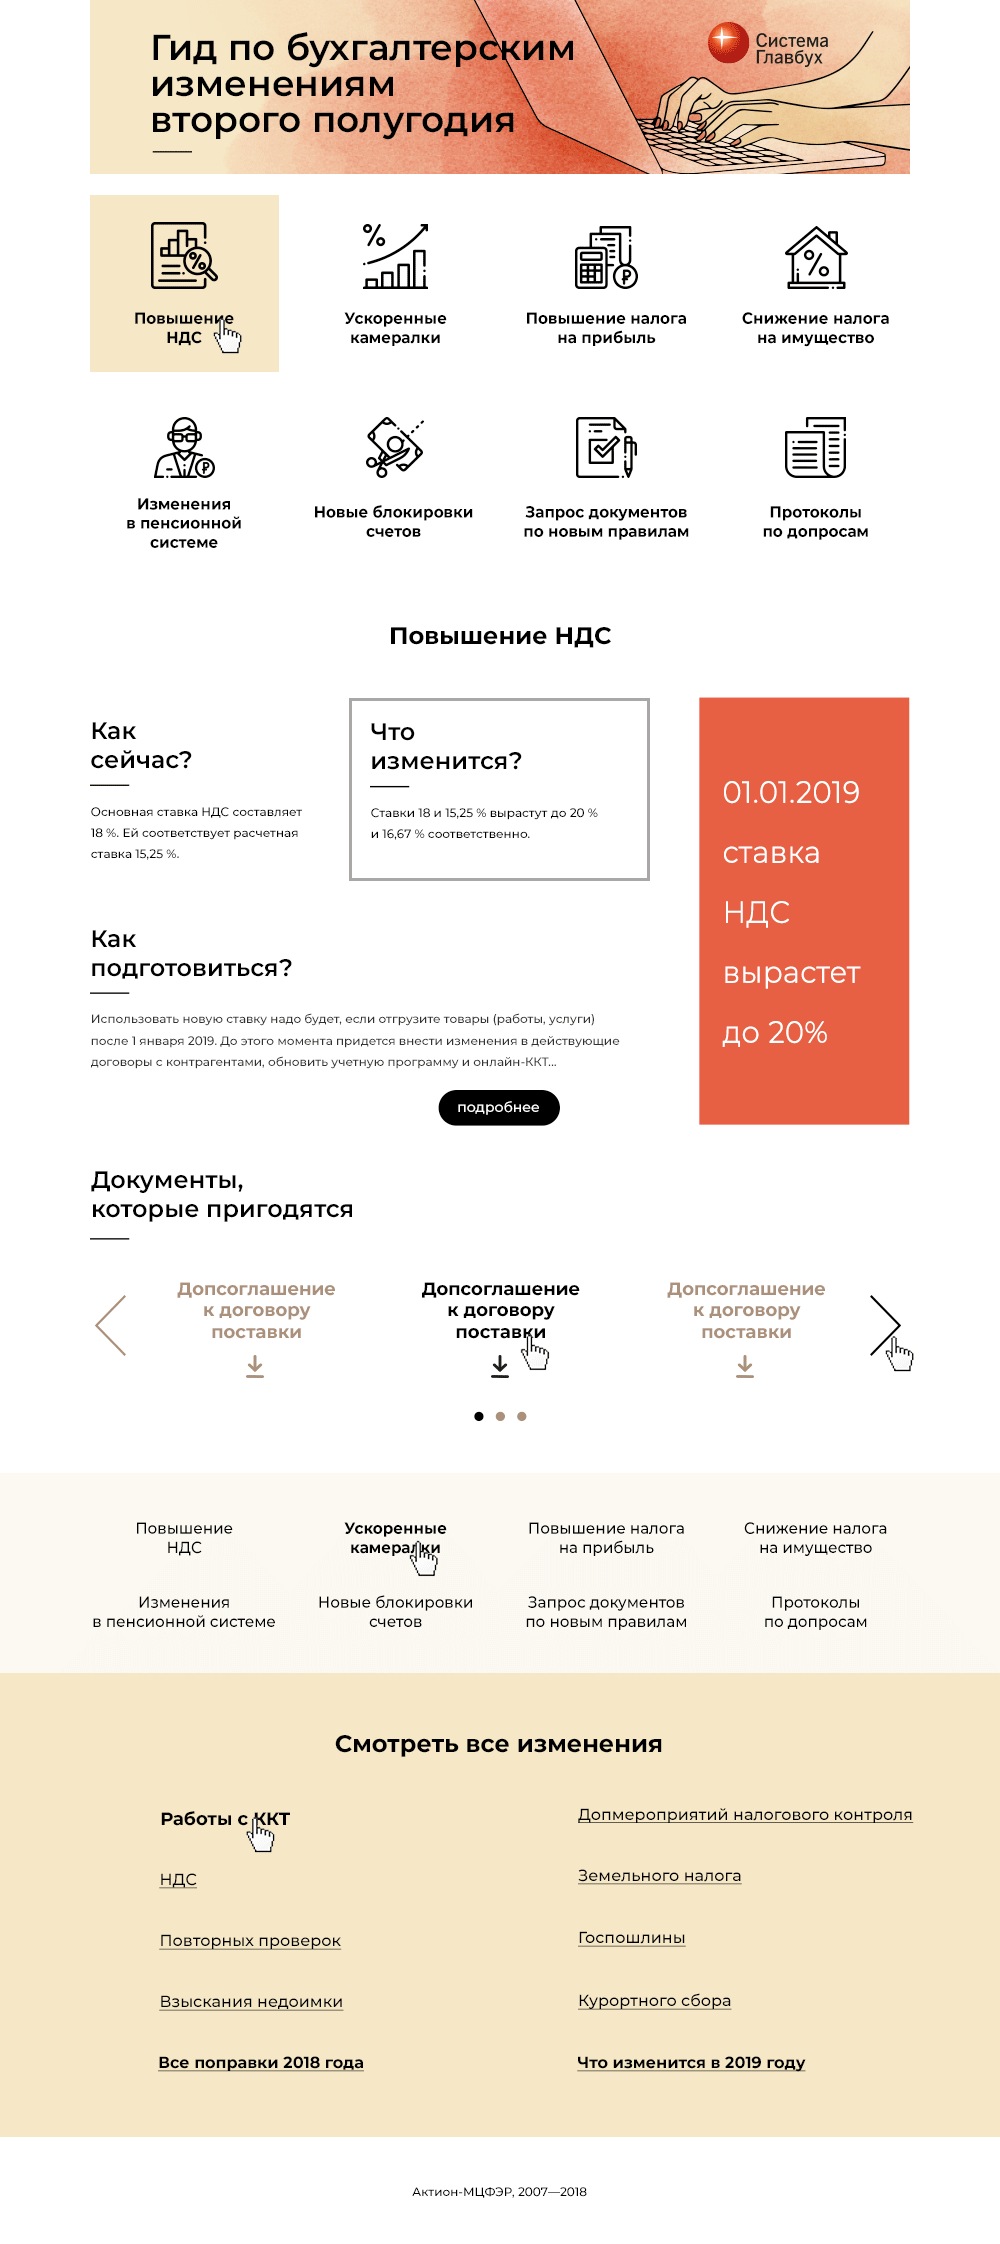 Гид по бухгалтерским
изменениям
второго полугодия
Система
Главбух
Повышение
НДС
Ускоренные
камералки
Повышение налога
на прибыль
Снижение налога
на имущество
Изменения
в пенсионной
системе
Новые блокировки
счетов
Запрос документов
по новым правилам
Протоколы
по допросам
Повышение НДС
Как
сейчас?
Основная ставка НДС составляет
18 %. Ей соответствует расчетная
ставка 15,25 %.
Что
изменится?
Ставки 18 и 15,25 % вырастут до 20 %
и 16,67 % соответственно.
01.01.2019
ставка
НДС
вырастет
до 20%
Как
подготовиться?
Использовать новую ставку надо будет, если отгрузите товары (работы, услуги)
после 1 января 2019. До этого момента придется внести изменения в действующие
договоры с контрагентами, обновить учетную программу и онлайн-ККТ...
подробнее
Документы,
которые пригодятся
Допсоглашение
к договору
поставки
Допсоглашение
к договору
поставки
Допсоглашение
к договору
поставки
Повышение
НДС
Ускоренные
камералки
Повышение налога
на прибыль
Снижение налога
на имущество
Изменения
в пенсионной системе
Новые блокировки
счетов
Запрос документов
по новым правилам
Протоколы
по допросам
Смотреть все изменения
Работы с ККТ
НДС
Повторных проверок
Взыскания недоимки
Все поправки 2018 года
Допмероприятий налогового контроля
Земельного налога
Госпошлины
Курортного сбора
Что изменится в 2019 году
Актион-МЦФЭР, 2007—2018